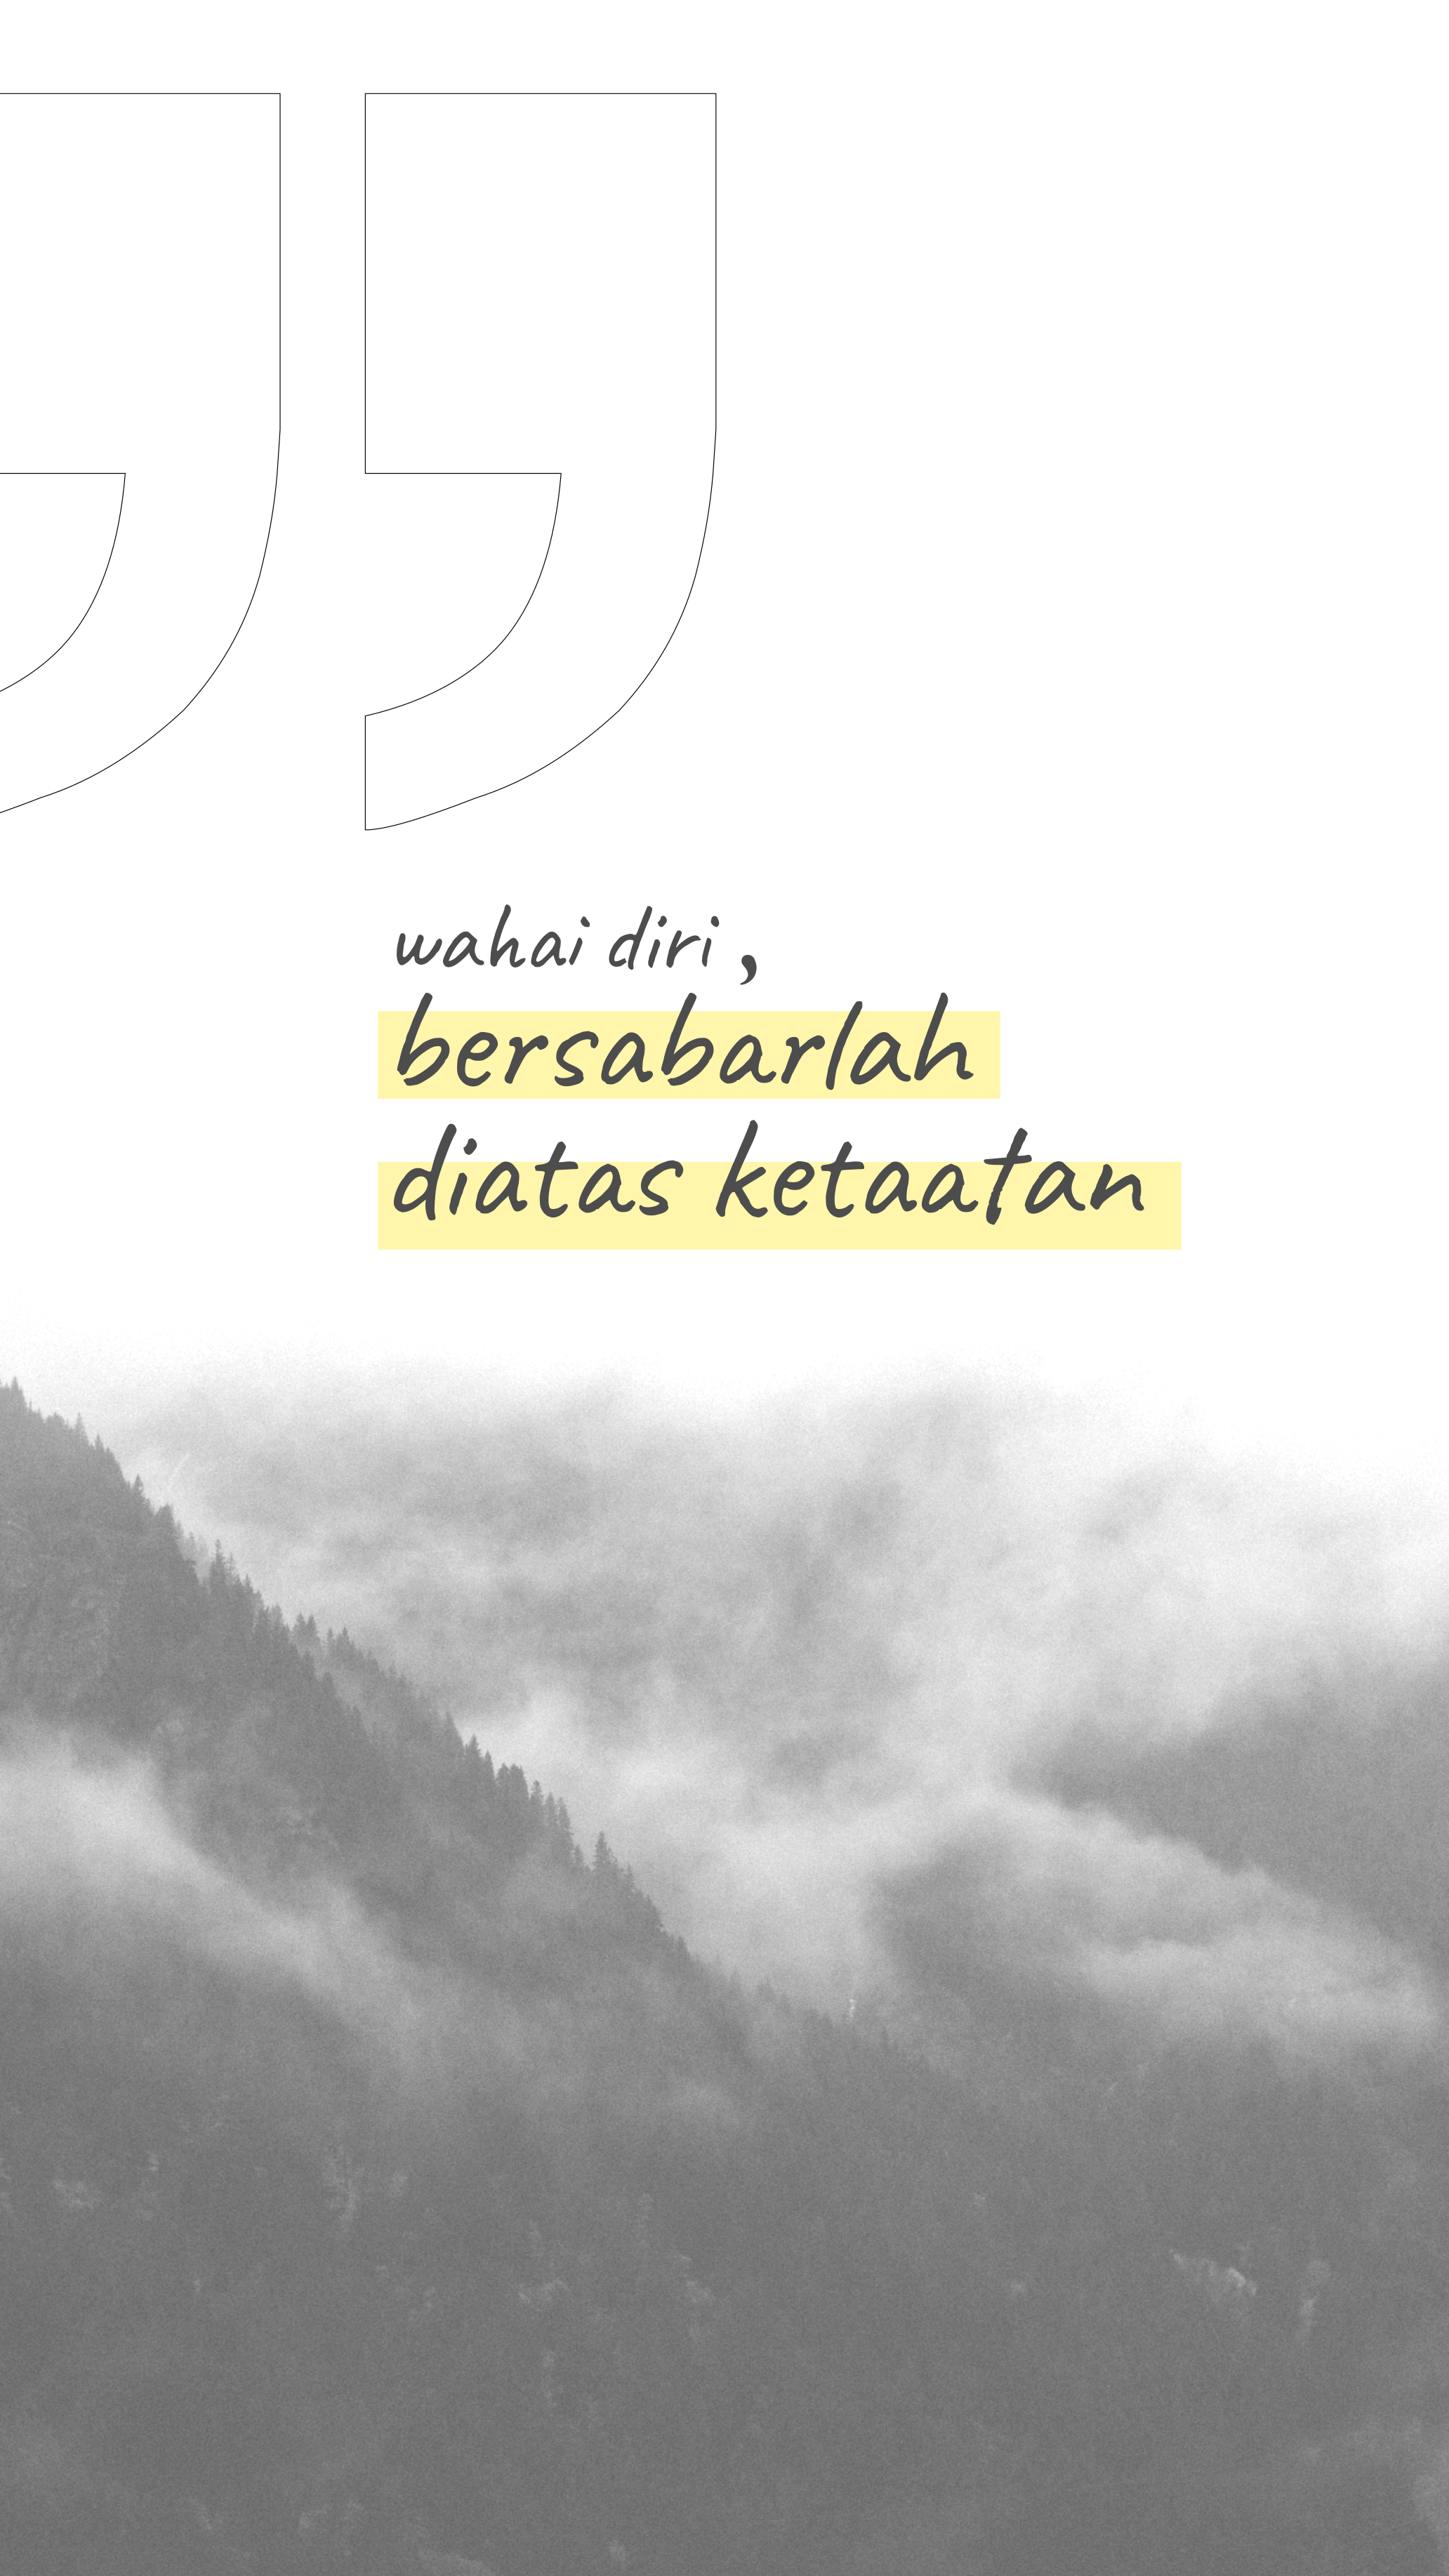 ”
wahai diri ,
bersabarlah
diatas ketaatan